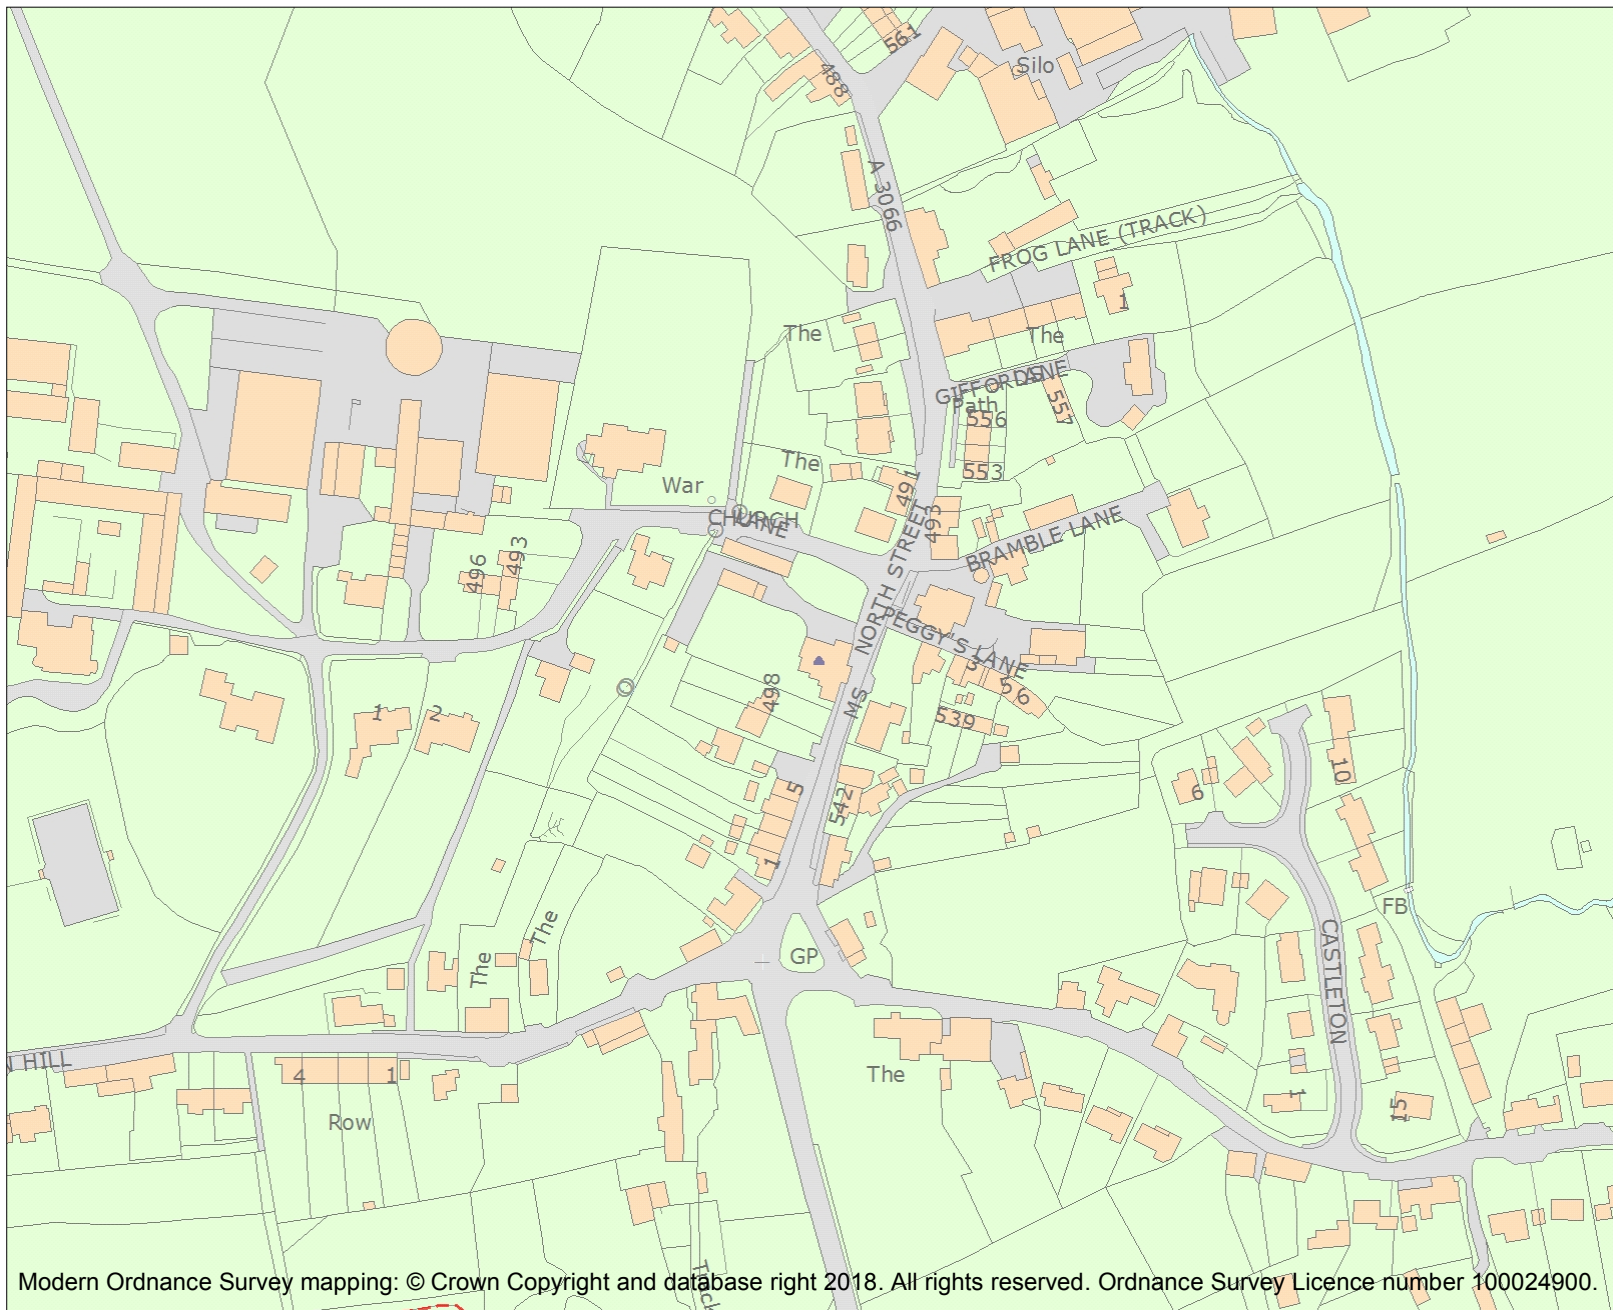 561
488
Silo
A 3066
FROG LANE (TRACK)
1
The
The
GIFFORDS
LANE
Path
556
557
553
The
War
491
493
CHURCH
LANE
BRAMBLE LANE
496
493
NORTH STREET
PEGGY'S LANE
3
5
6
498
MS
539
1
2
5
542
1
6
10
The
The
GP
FB
CASTLETON
N HILL
4
1
Row
The
1
15
Track
Modern Ordnance Survey mapping: © Crown Copyright and database right 2018. All rights reserved. Ordnance Survey Licence number 100024900.